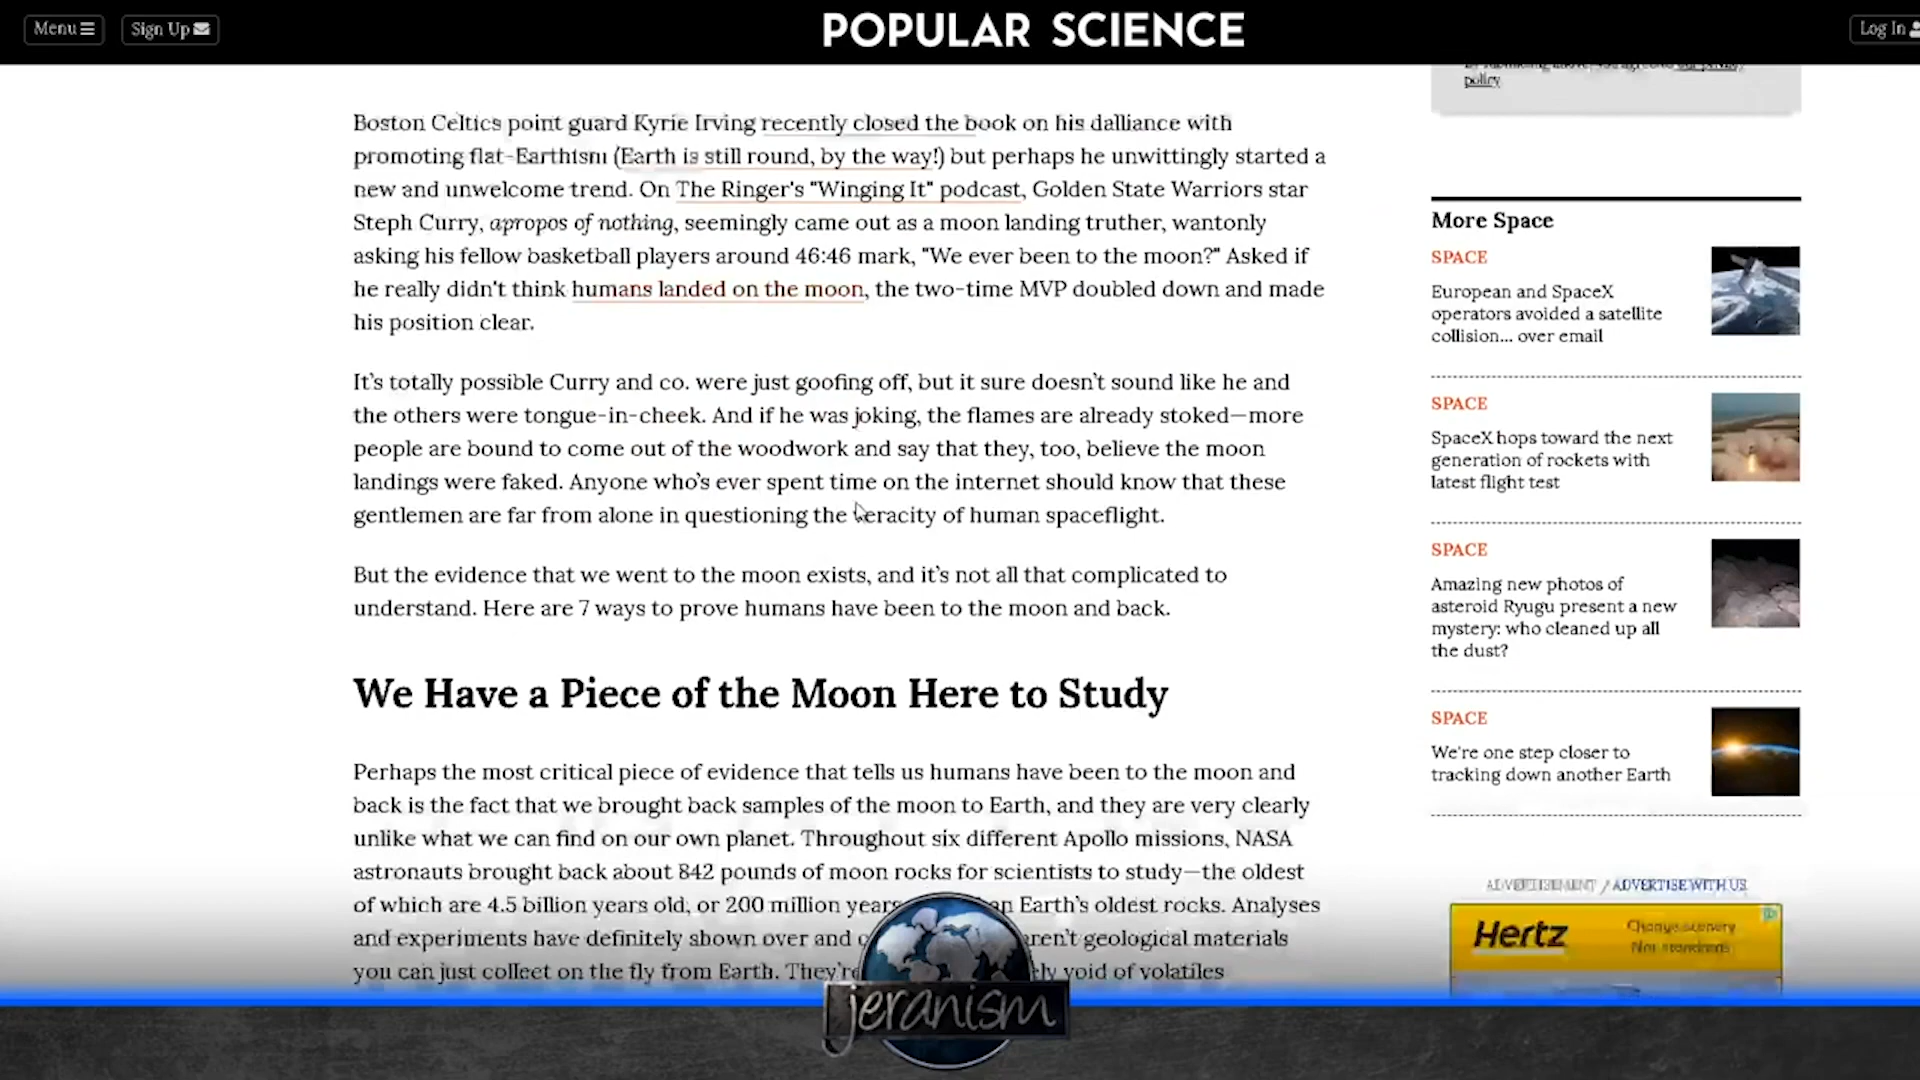 Menu
Sign Up
POPULAR SCIENCE
Log In
policy
Boston Celtics point guard Kyrie Irving recently closed the book on his dalliance with
promoting flat-Earthism (Earth is still round, by the way!) but perhaps he unwittingly started a
new and unwelcome trend. On The Ringer's "Winging It" podcast, Golden State Warriors star
Steph Curry, apropos of nothing, seemingly came out as a moon landing truther, wantonly
asking his fellow basketball players around 46:46 mark, "We ever been to the moon?" Asked if
he really didn't think humans landed on the moon, the two-time MVP doubled down and made
his position clear.
It's totally possible Curry and co. were just goofing off, but it sure doesn't sound like he and
the others were tongue-in-cheek. And if he was joking, the flames are already stoked—more
people are bound to come out of the woodwork and say that they, too, believe the moon
landings were faked. Anyone who's ever spent time on the internet should know that these
gentlemen are far from alone in questioning the veracity of human spaceflight.
But the evidence that we went to the moon exists, and it's not all that complicated to
understand. Here are 7 ways to prove humans have been to the moon and back.
We Have a Piece of the Moon Here to Study
Perhaps the most critical piece of evidence that tells us humans have been to the moon and
back is the fact that we brought back samples of the moon to Earth, and they are very clearly
unlike what we can find on our own planet. Throughout six different Apollo missions, NASA
astronauts brought back about 842 pounds of moon rocks for scientists to study—the oldest
of which are 4.5 billion years old, or 200 million years Earth's oldest rocks. Analyses
and experiments have definitely shown over and aren't geological materials
you can just collect on the fly from Earth. They're void of volatiles
More Space
SPACE
European and SpaceX
operators avoided a satellite
collision... over email
SPACE
SpaceX hops toward the next
generation of rockets with
latest flight test
SPACE
Amazing new photos of
asteroid Ryugu present a new
mystery: who cleaned up all
the dust?
SPACE
We're one step closer to
tracking down another Earth
ADVERTISEMENT / ADVERTISE WITH US
Hertz
Change scenery
Not standards
jeranism